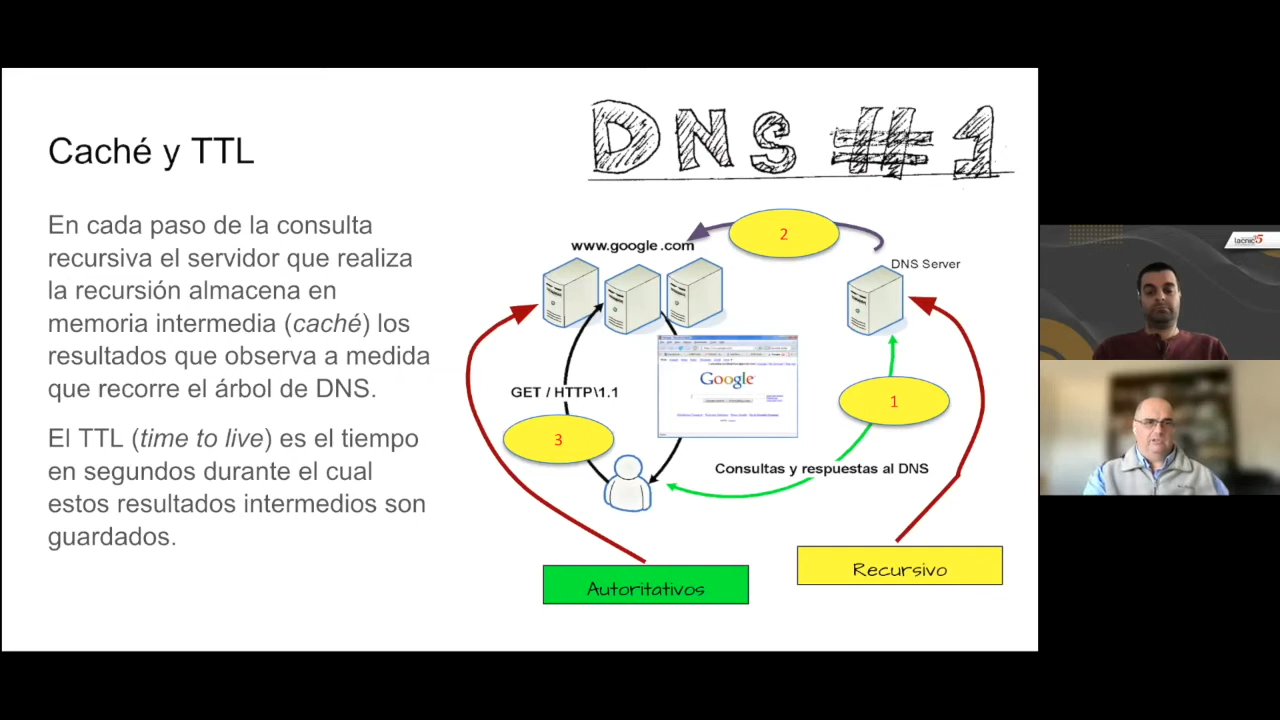 Caché y TTL
En cada paso de la consulta
recursiva el servidor que realiza
la recursión almacena en
memoria intermedia (caché) los
resultados que observa a medida
que recorre el árbol de DNS.
El TTL (time to live) es el tiempo
en segundos durante el cual
estos resultados intermedios son
guardados.
DNS #1
2
www.google.com
DNS Server
Google
GET / HTTP\1.1
1
3
Consultas y respuestas al DNS
Autoritativos
Recursivo
lacnic